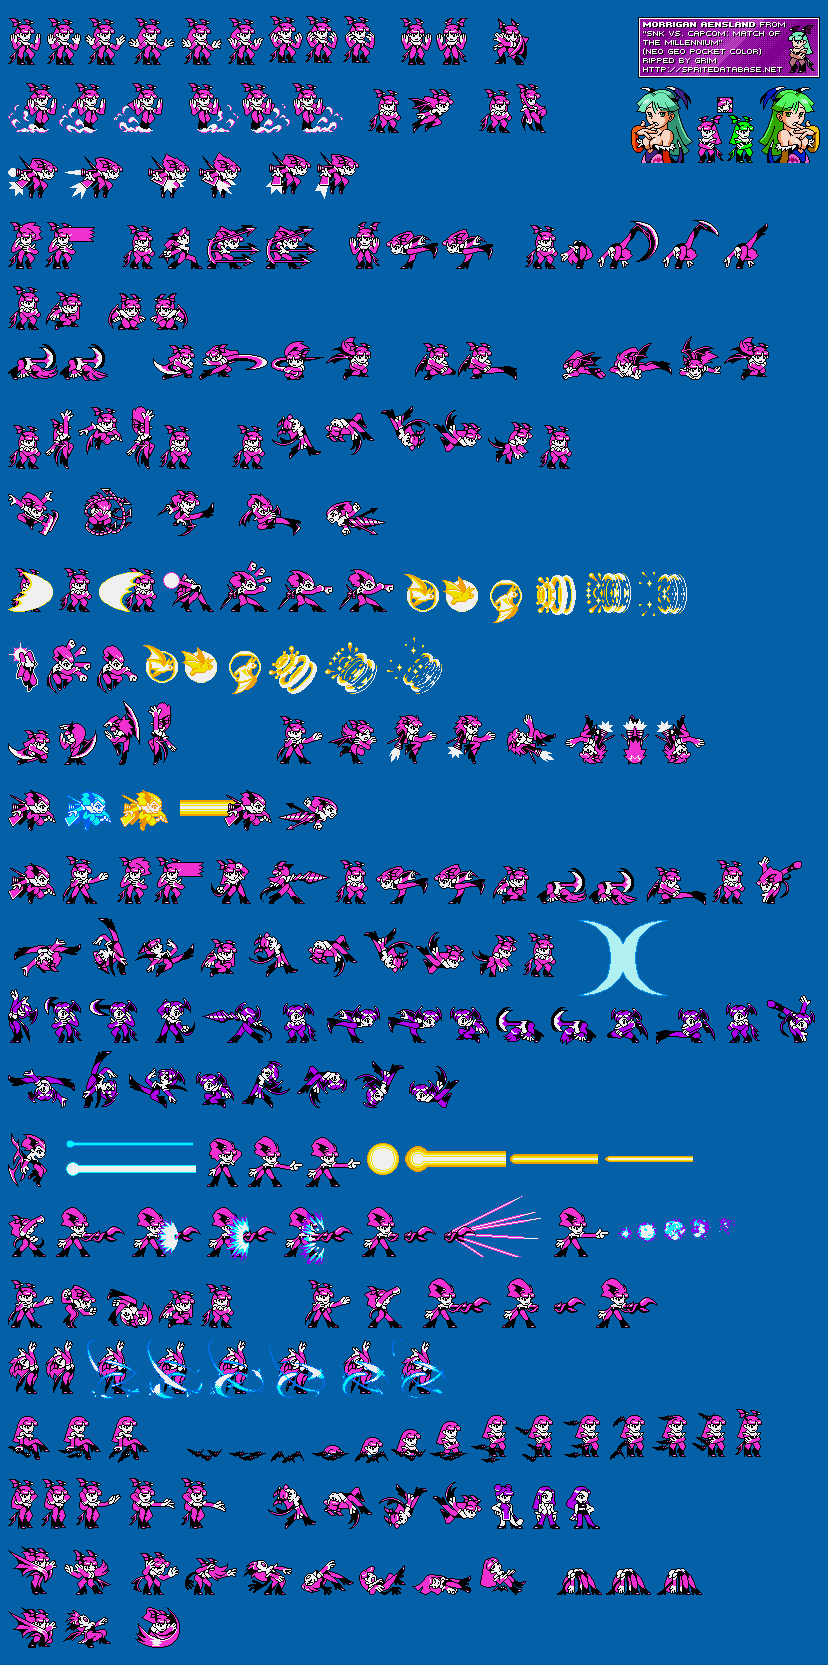 MORRIGAN AENSLAND FROM
"SNK VS. CAPCOM: MATCH OF
THE MILLENNIUM"
(NEO GEO POCKET COLOR)
RIPPED BY GRIM
HTTP://SPRITEDATABASE.NET